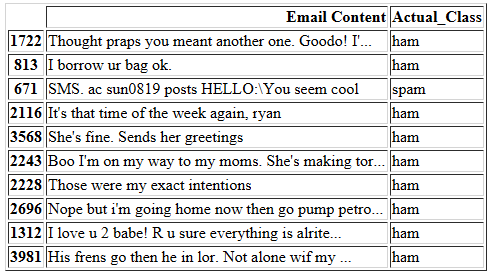 Email Content Actual_Class
1722 Thought praps you meant another one. Goodo! I'... ham
813 I borrow ur bag ok. ham
671 SMS. ac sun0819 posts HELLO:\You seem cool spam
2116 It's that time of the week again, ryan ham
3568 She's fine. Sends her greetings ham
2243 Boo I'm on my way to my moms. She's making tor... ham
2228 Those were my exact intentions ham
2696 Nope but i'm going home now then go pump petro... ham
1312 I love u 2 babe! R u sure everything is alrite... ham
3981 His frens go then he in lor. Not alone wif my ... ham